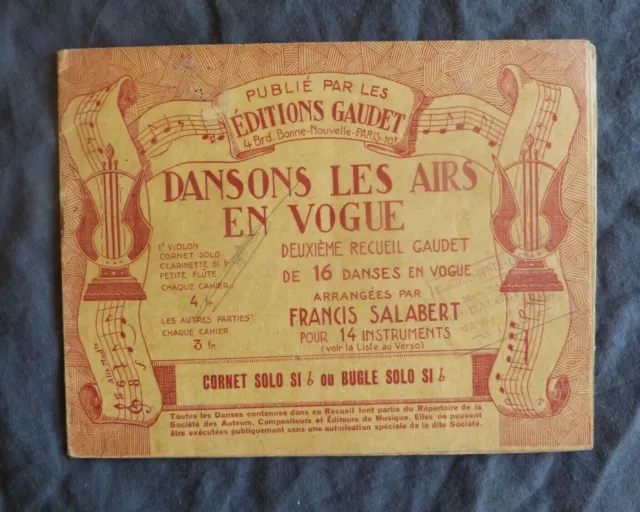 PUBLIÉ PAR LES
ÉDITIONS GAUDET
4 Brd. Bonne-Nouvelle-PARIS-10e
DANSONS LES AIRS
EN VOGUE
1r VIOLON
CORNET SOLO
CLARINETTE SI b
PETITE FLÛTE
CHAQUE CAHIER:
4 fr.
LES AUTRES PARTIES
CHAQUE CAHIER
3 fr
DEUXIÈME RECUEIL GAUDET
DE 16 DANSES EN VOGUE
ARRANGÉES PAR
FRANCIS SALABERT
POUR 14 INSTRUMENTS
(voir la Liste au Verso)
CORNET SOLO SI b OU BUGLE SOLO SI b
Toutes les Danses contenues dans ce Recueil font partie du Répertoire de la
Société des Auteurs, Compositeurs et Éditeurs de Musique. Elles ne peuvent
être exécutées publiquement sans une autorisation spéciale de la dite Société.